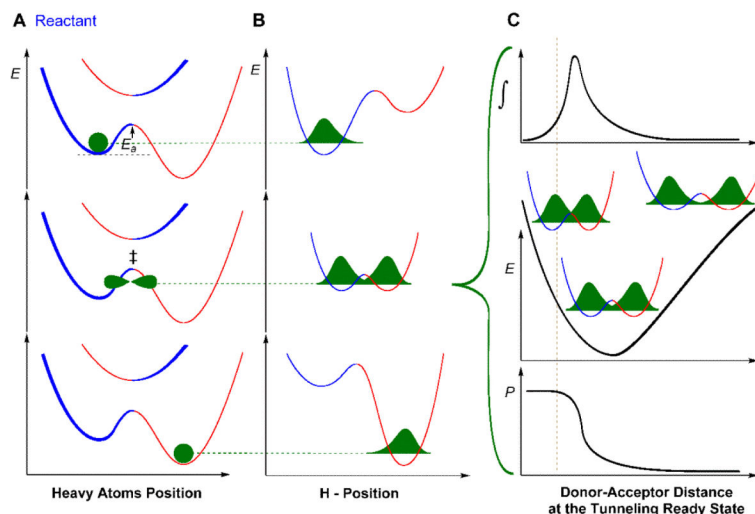 A Reactant
B
C
E
E
∫
Eₐ
‡
E
P
Heavy Atoms Position
H - Position
Donor-Acceptor Distance
at the Tunneling Ready State